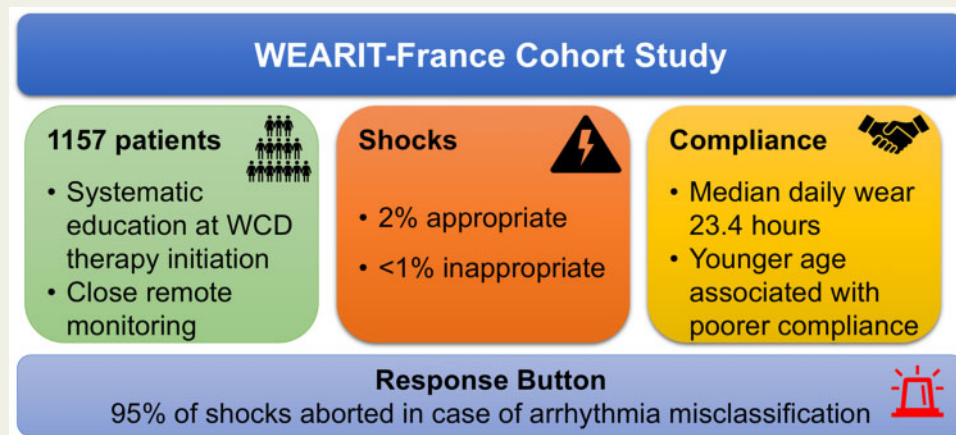 WEARIT-France Cohort Study
1157 patients
• Systematic
education at WCD
therapy initiation
• Close remote
monitoring
Shocks
• 2% appropriate
• <1% inappropriate
Compliance
• Median daily wear
23.4 hours
• Younger age
associated with
poorer compliance
Response Button
95% of shocks aborted in case of arrhythmia misclassification